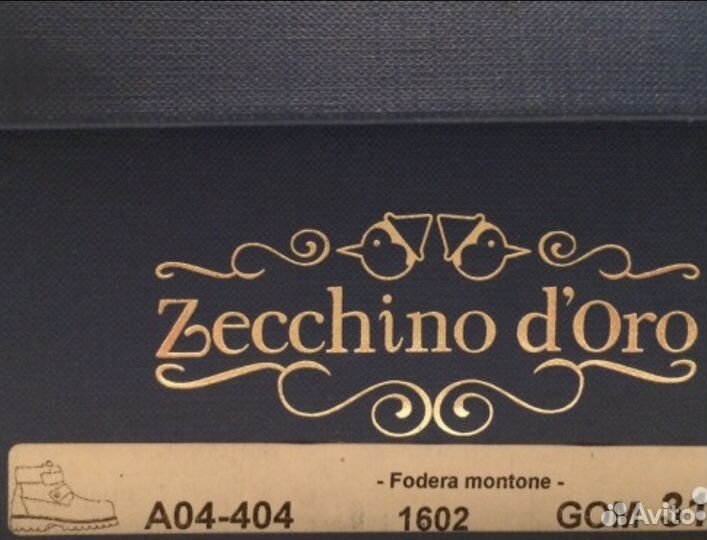 Zecchino d'Oro
- Fodera montone -
A04-404 1602
Avito